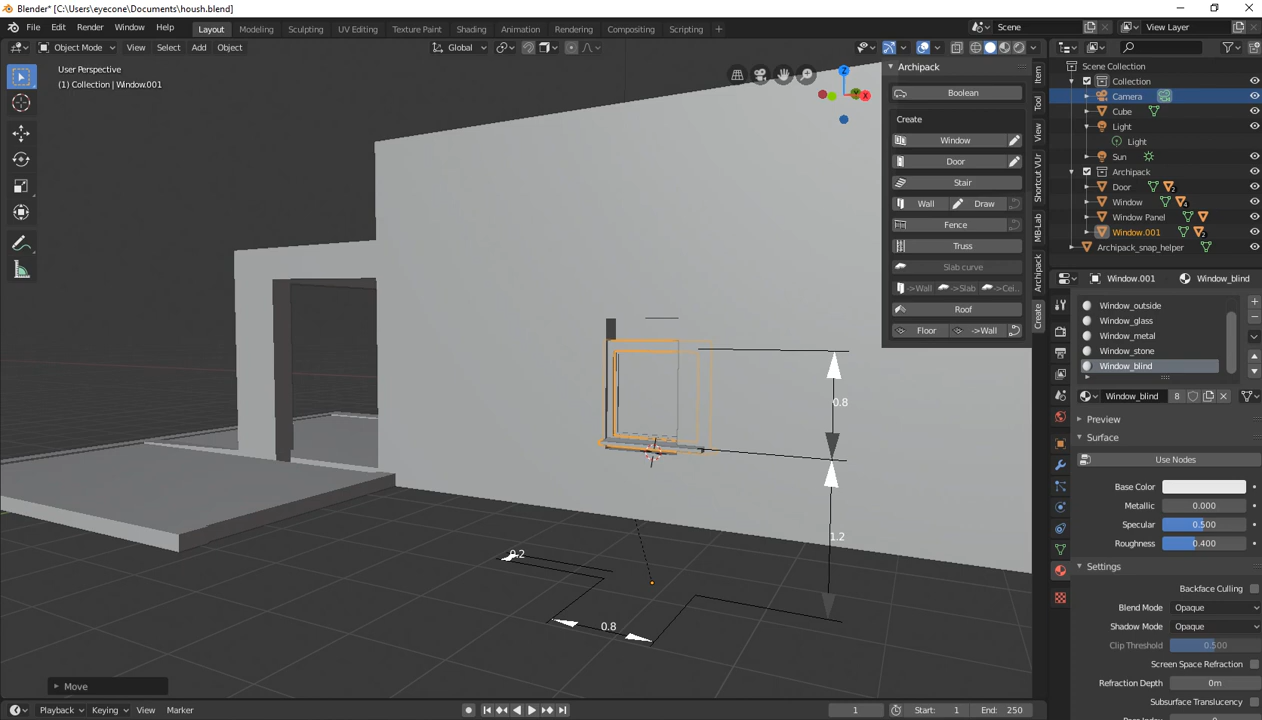 Blender* [C:\Users\eyecone\Documents\housh.blend]
File Edit Render Window Help
Layout Modeling Sculpting UV Editing Texture Paint Shading Animation Rendering Compositing Scripting +
Scene
View Layer
Object Mode View Select Add Object
Global
User Perspective
(1) Collection | Window.001
Z
Y
X
Archipack
Boolean
Create
Window
Door
Stair
Wall Draw
Fence
Truss
Slab curve
->Wall ->Slab ->Cei..
Roof
Floor ->Wall
Item
Tool
View
Shortcut VUr
MB-Lab
Archipack
Create
0.8
1.2
0.2
0.8
Move
Scene Collection
Collection
Camera
Cube
Light
Light
Sun
Archipack
Door 2
Window 4
Window Panel
Window.001 2
Archipack_snap_helper
Window.001 Window_blind
Window_outside
Window_glass
Window_metal
Window_stone
Window_blind
Window_blind 8
Preview
Surface
Use Nodes
Base Color
Metallic 0.000
Specular 0.500
Roughness 0.400
Settings
Backface Culling
Blend Mode Opaque
Shadow Mode Opaque
Clip Threshold 0.500
Screen Space Refraction
Refraction Depth 0m
Subsurface Translucency
Playback Keying View Marker
1 Start: 1 End: 250